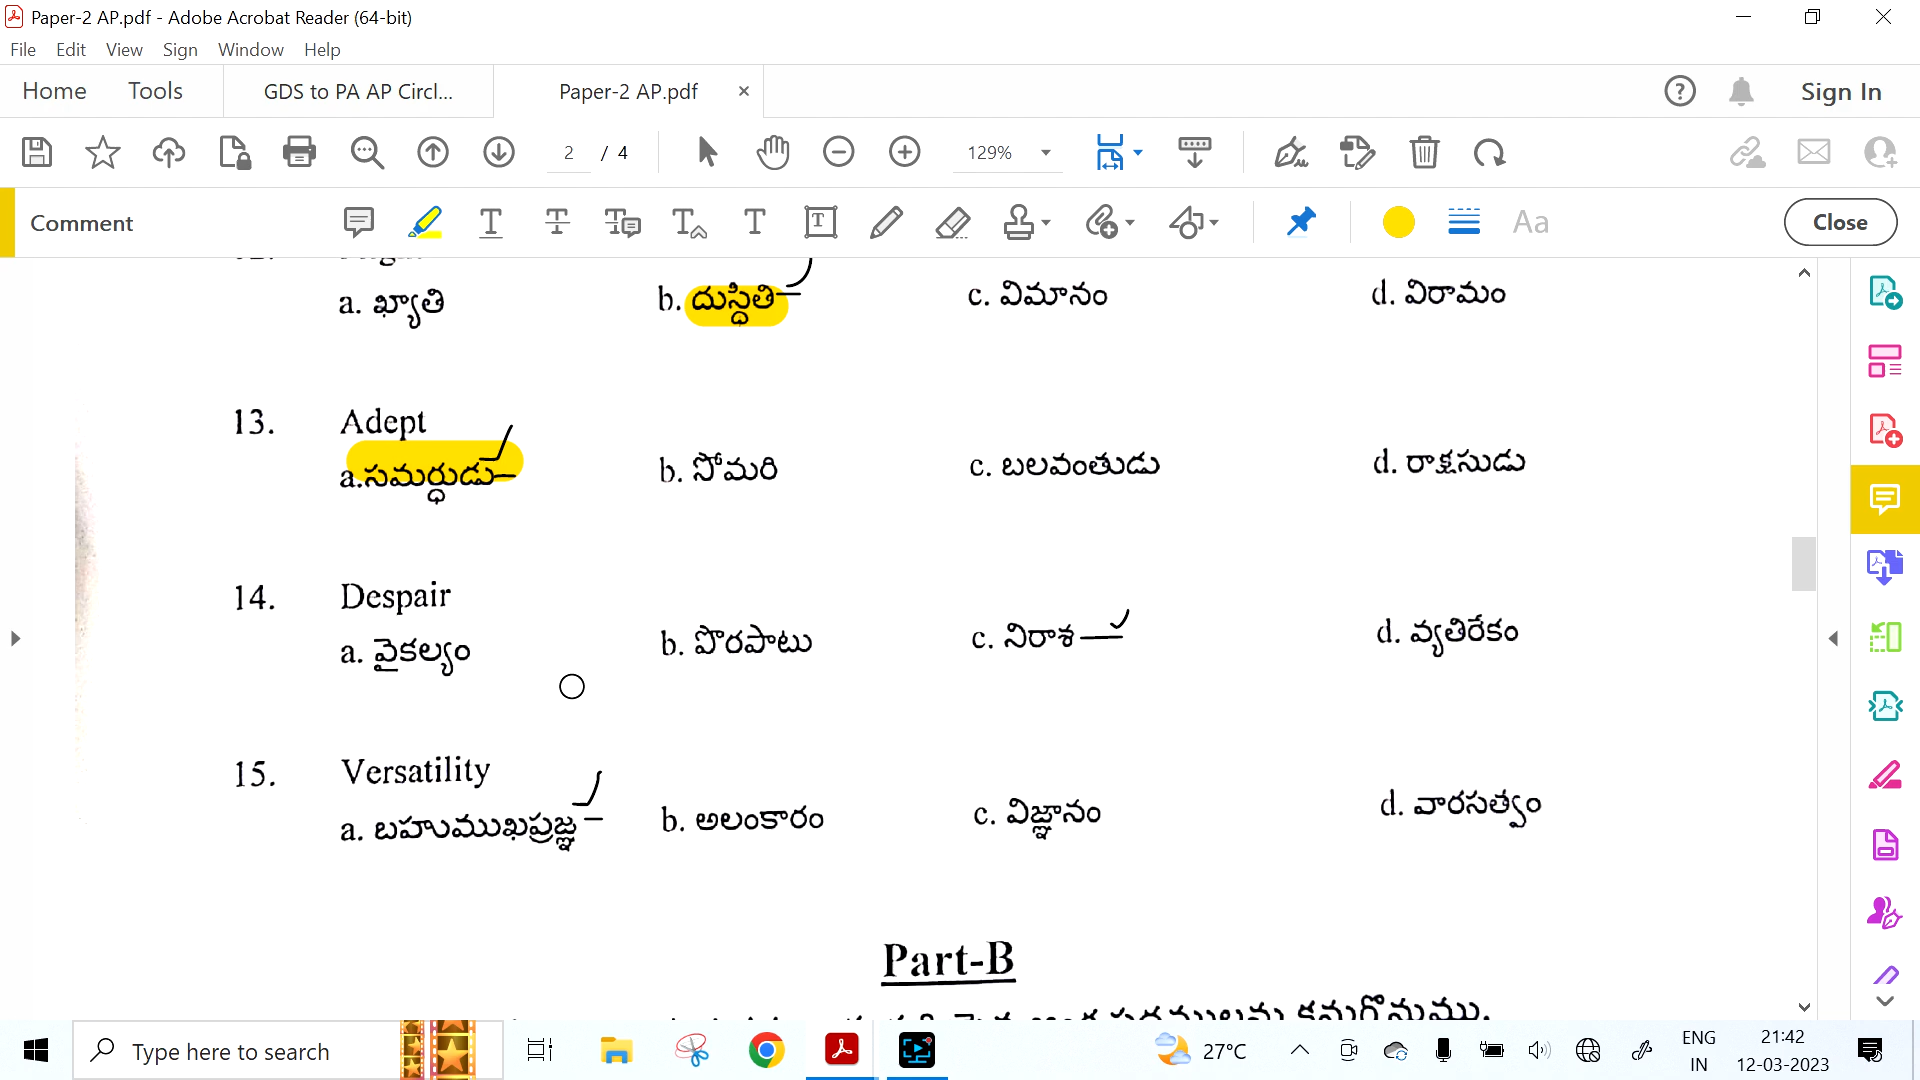 Paper-2 AP.pdf - Adobe Acrobat Reader (64-bit)
File Edit View Sign Window Help
Home Tools GDS to PA AP Circl... Paper-2 AP.pdf × Sign In
2 / 4 129%
Comment Aa Close
a. ఖ్యాతి b. దుస్థితి c. విమానం d. విరామం
13. Adept
a.సమర్ధుడు b. సోమరి c. బలవంతుడు d. రాక్షసుడు
14. Despair
a. వైకల్యం b. పొరపాటు c. నిరాశ d. వ్యతిరేకం
15. Versatility
a. బహుముఖప్రజ్ఞ b. అలంకారం c. విజ్ఞానం d. వారసత్వం
Part-B
కనుగొనుము.
Type here to search 27°C ENG IN 21:42 12-03-2023